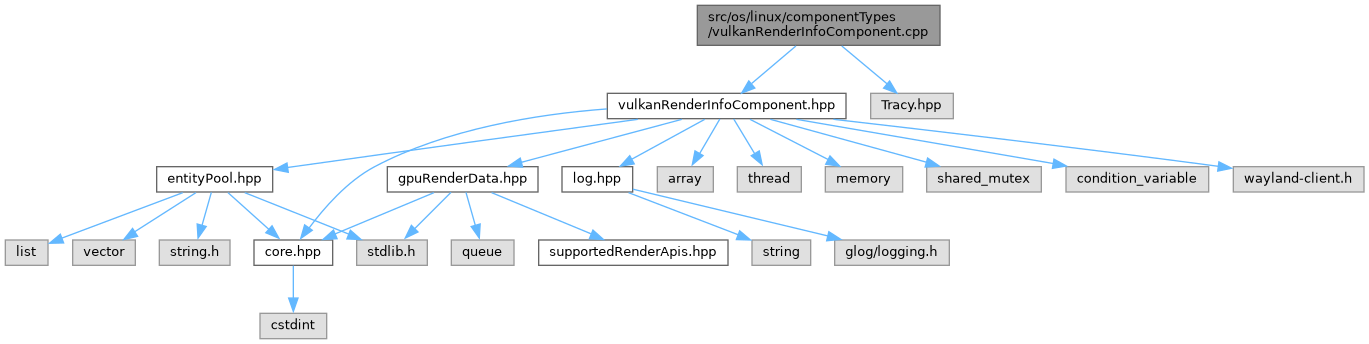 src/os/linux/componentTypes
/vulkanRenderInfoComponent.cpp
vulkanRenderInfoComponent.hpp
Tracy.hpp
entityPool.hpp
gpuRenderData.hpp
log.hpp
array
thread
memory
shared_mutex
condition_variable
wayland-client.h
list
vector
string.h
core.hpp
stdlib.h
queue
supportedRenderApis.hpp
string
glog/logging.h
cstdint